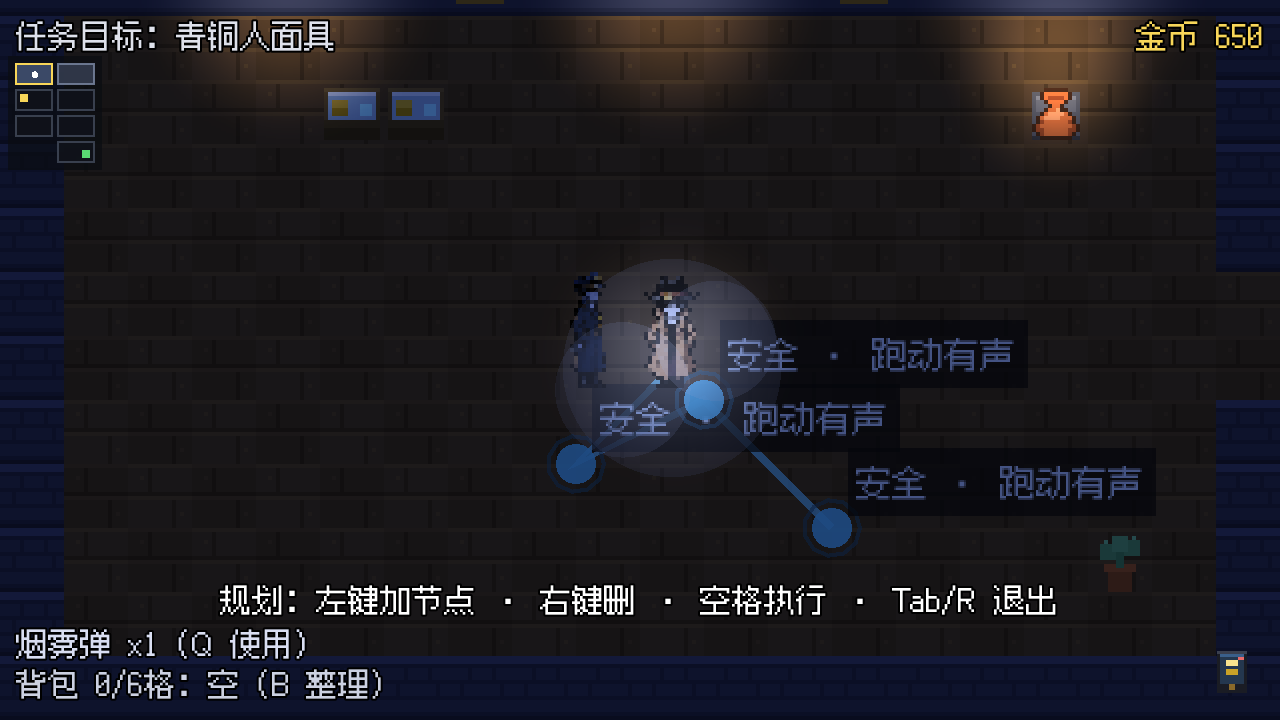 任务目标：青铜人面具
金币 650
安全 · 跑动有声
安全 · 跑动有声
安全 · 跑动有声
规划：左键加节点 · 右键删 · 空格执行 · Tab/R 退出
烟雾弹 x1 (Q 使用)
背包 0/6格：空 (B 整理)